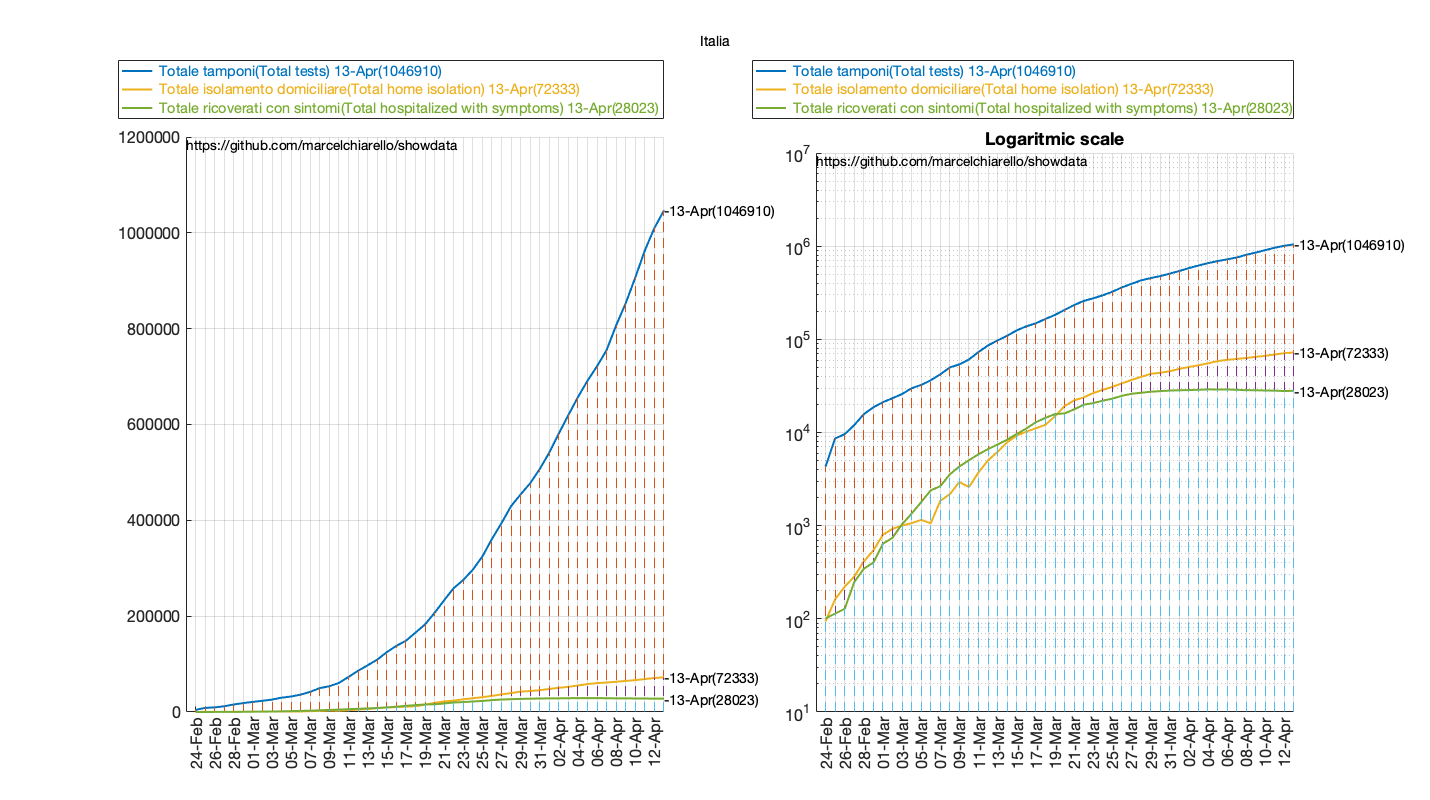 Italia
Totale tamponi(Total tests) 13-Apr(1046910)
Totale isolamento domiciliare(Total home isolation) 13-Apr(72333)
Totale ricoverati con sintomi(Total hospitalized with symptoms) 13-Apr(28023)
https://github.com/marcelchiarello/showdata
1200000
1000000
800000
600000
400000
200000
0
-13-Apr(1046910)
-13-Apr(72333)
-13-Apr(28023)
24-Feb
26-Feb
28-Feb
01-Mar
03-Mar
05-Mar
07-Mar
09-Mar
11-Mar
13-Mar
15-Mar
17-Mar
19-Mar
21-Mar
23-Mar
25-Mar
27-Mar
29-Mar
31-Mar
02-Apr
04-Apr
06-Apr
08-Apr
10-Apr
12-Apr
Totale tamponi(Total tests) 13-Apr(1046910)
Totale isolamento domiciliare(Total home isolation) 13-Apr(72333)
Totale ricoverati con sintomi(Total hospitalized with symptoms) 13-Apr(28023)
Logaritmic scale
https://github.com/marcelchiarello/showdata
10^7
10^6
10^5
10^4
10^3
10^2
10^1
-13-Apr(1046910)
-13-Apr(72333)
-13-Apr(28023)
24-Feb
26-Feb
28-Feb
01-Mar
03-Mar
05-Mar
07-Mar
09-Mar
11-Mar
13-Mar
15-Mar
17-Mar
19-Mar
21-Mar
23-Mar
25-Mar
27-Mar
29-Mar
31-Mar
02-Apr
04-Apr
06-Apr
08-Apr
10-Apr
12-Apr